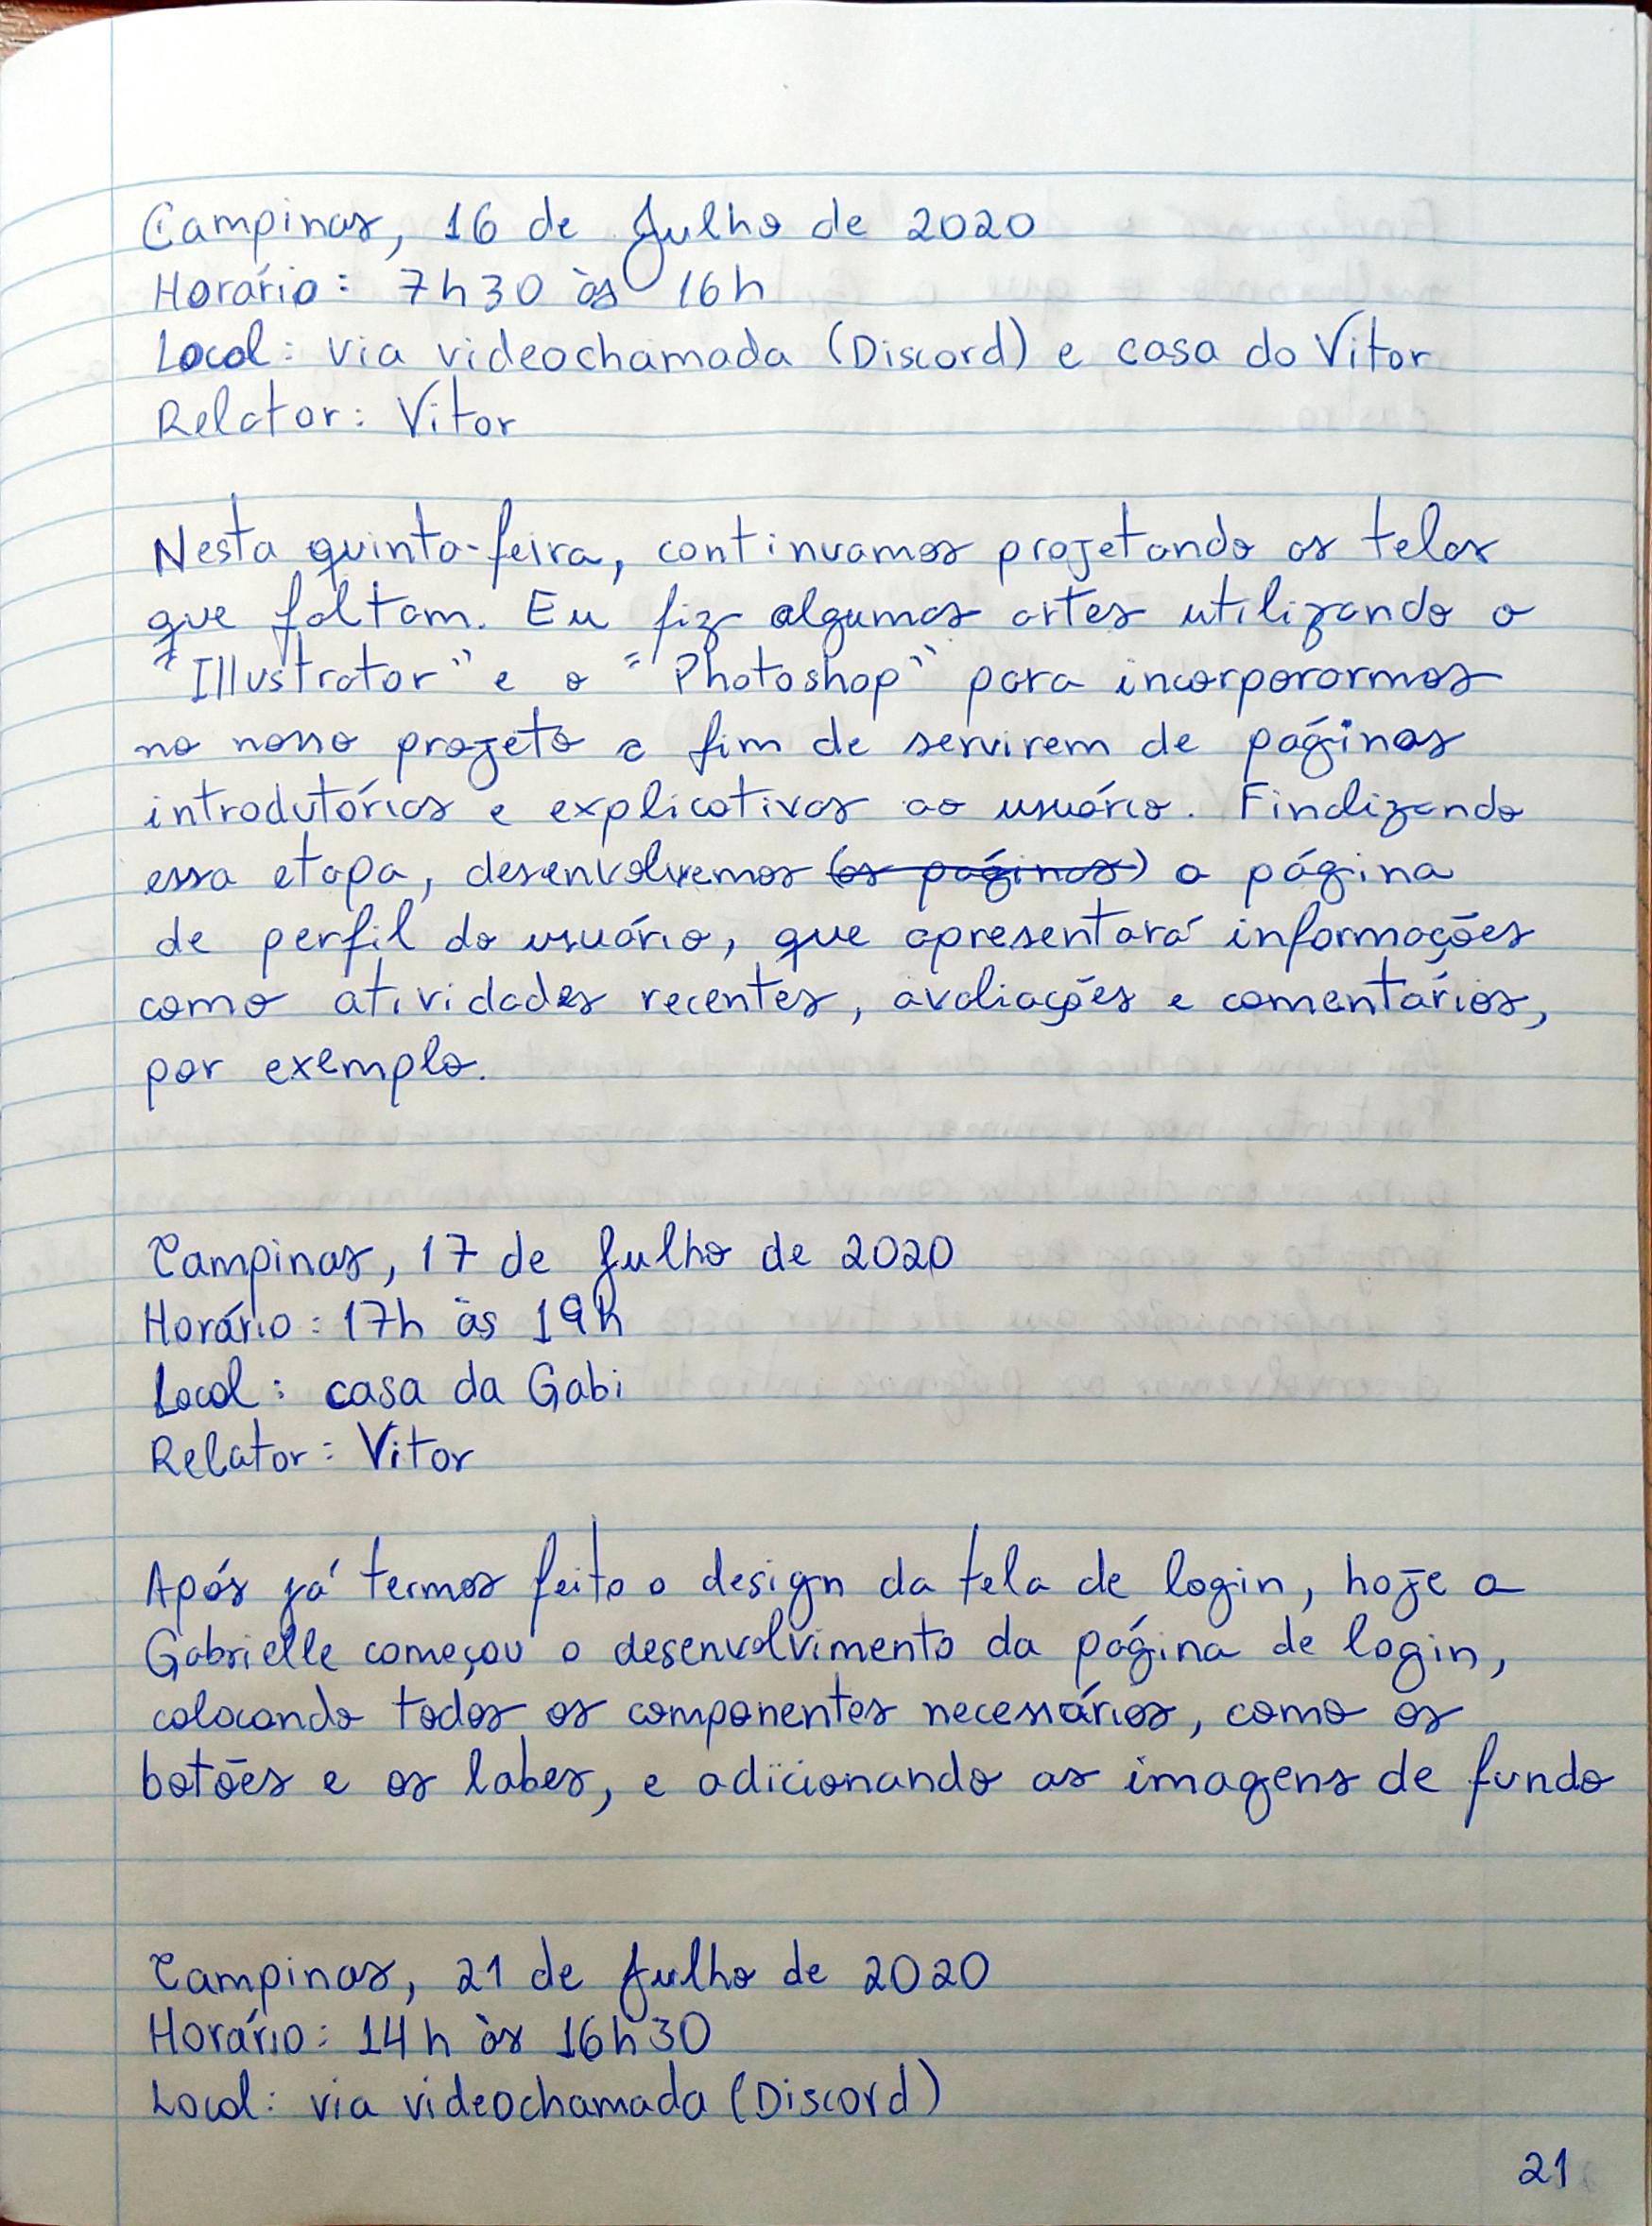 Campinas, 16 de Julho de 2020
Horário: 7h30 às 16h
Local: via videochamada (Discord) e casa do Vitor
Relator: Vitor
Nesta quinta-feira, continuamos projetando as telas
que faltam. Eu fiz algumas artes utilizando o
"Illustrator" e o "Photoshop" para incorporarmos
no nosso projeto a fim de servirem de páginas
introdutórias e explicativas ao usuário. Finalizando
essa etapa, desenvolvemos (as páginas) a página
de perfil do usuário, que apresentará informações
como atividades recentes, avaliações e comentários,
por exemplo.
Campinas, 17 de Julho de 2020
Horário: 17h às 19h
Local: casa da Gabi
Relator: Vitor
Após já termos feito o design da tela de login, hoje a
Gabrielle começou o desenvolvimento da página de login,
colocando todos os componentes necessários, como os
botões e os labes, e adicionando as imagens de fundo
Campinas, 21 de Julho de 2020
Horário: 14h às 16h30
Local: via videochamada (Discord)
21